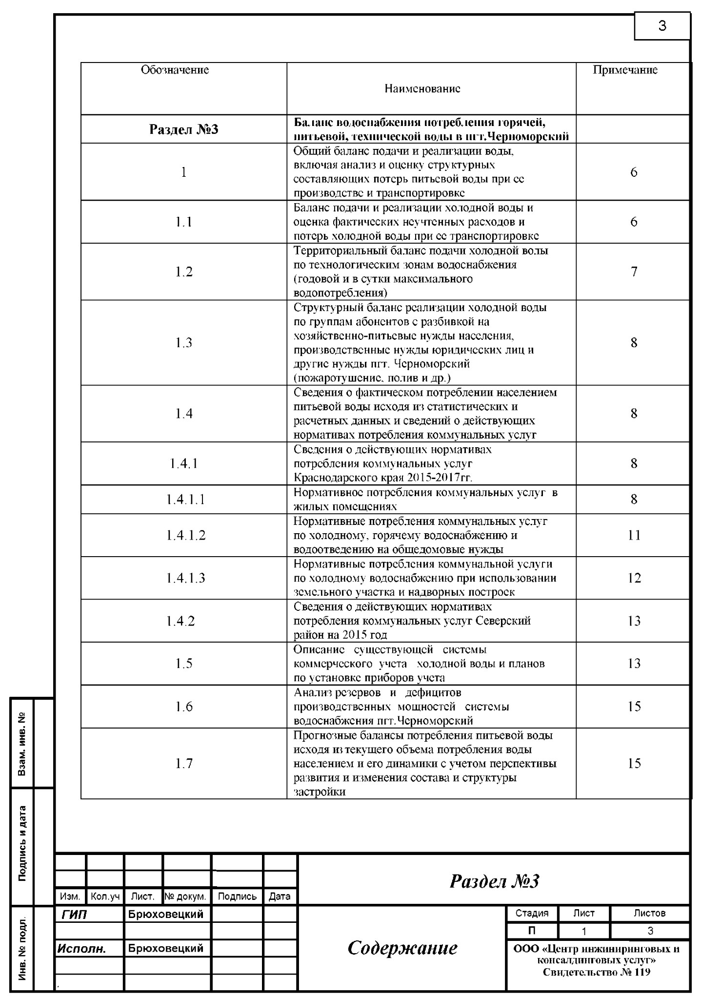 3
Обозначение
Наименование
Примечание
Раздел №3
Баланс водоснабжения потребления горячей,
питьевой, технической воды в пгт.Черноморский
1
Общий баланс подачи и реализации воды,
включая анализ и оценку структурных
составляющих потерь питьевой воды при ее
производстве и транспортировке
6
1.1
Баланс подачи и реализации холодной воды и
оценка фактических неучтенных расходов и
потерь холодной воды при ее транспортировке
6
1.2
Территориальный баланс подачи холодной воды
по технологическим зонам водоснабжения
(годовой и в сутки максимального
водопотребления)
7
1.3
Структурный баланс реализации холодной воды
по группам абонентов с разбивкой на
хозяйственно-питьевые нужды населения,
производственные нужды юридических лиц и
другие нужды пгт. Черноморский
(пожаротушение, полив и др.)
8
1.4
Сведения о фактическом потреблении населением
питьевой воды исходя из статистических и
расчетных данных и сведений о действующих
нормативах потребления коммунальных услуг
8
1.4.1
Сведения о действующих нормативах
потребления коммунальных услуг
Краснодарского края 2015-2017гг.
8
1.4.1.1
Нормативное потребления коммунальных услуг в
жилых помещениях
8
1.4.1.2
Нормативные потребления коммунальных услуг
по холодному, горячему водоснабжению и
водоотведению на общедомовые нужды
11
1.4.1.3
Нормативные потребления коммунальной услуги
по холодному водоснабжению при использовании
земельного участка и надворных построек
12
1.4.2
Сведения о действующих нормативах
потребления коммунальных услуг Северский
район на 2015 год
13
1.5
Описание существующей системы
коммерческого учета холодной воды и планов
по установке приборов учета
13
1.6
Анализ резервов и дефицитов
производственных мощностей системы
водоснабжения пгт.Черноморский
15
1.7
Прогнозные балансы потребления питьевой воды
исходя из текущего объема потребления воды
населением и его динамики с учетом перспективы
развития и изменения состава и структуры
застройки
15
Взам. инв. №
Подпись и дата
Инв. № подл.
Изм.
Кол.уч
Лист.
№ докум.
Подпись
Дата
Раздел №3
ГИП
Брюховецкий
Исполн.
Брюховецкий
Содержание
Стадия
Лист
Листов
П
1
3
ООО «Центр инжиниринговых и
консалдинговых услуг»
Свидетельство № 119